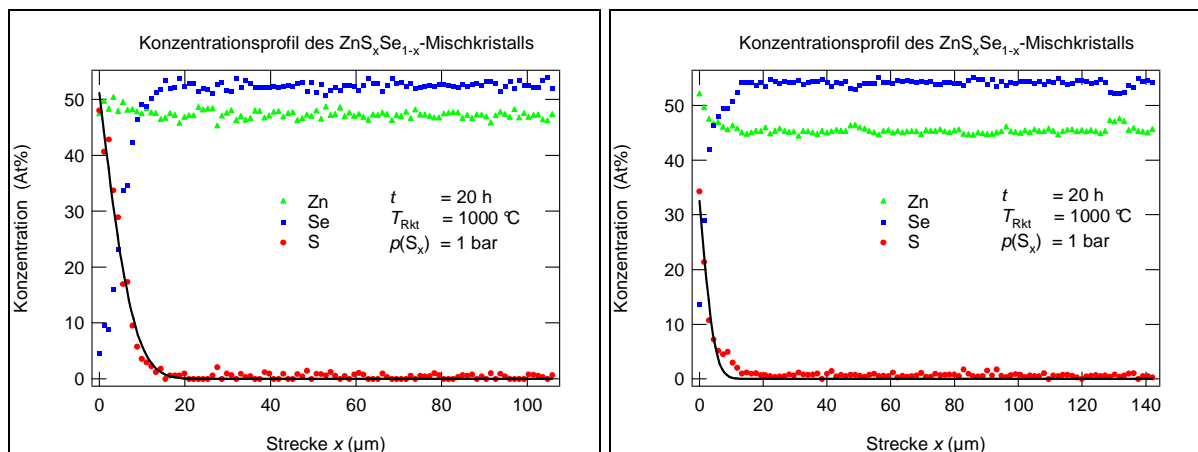 Konzentrationsprofil des ZnSₓSe₁₋ₓ-Mischkristalls
50
40
30
20
10
0
Konzentration (At%)
Zn
Se
S
t = 20 h
T_Rkt = 1000 °C
p(Sₓ) = 1 bar
0 20 40 60 80 100
Strecke x (µm)
Konzentrationsprofil des ZnSₓSe₁₋ₓ-Mischkristalls
50
40
30
20
10
0
Konzentration (At%)
Zn
Se
S
t = 20 h
T_Rkt = 1000 °C
p(Sₓ) = 1 bar
0 20 40 60 80 100 120 140
Strecke x (µm)